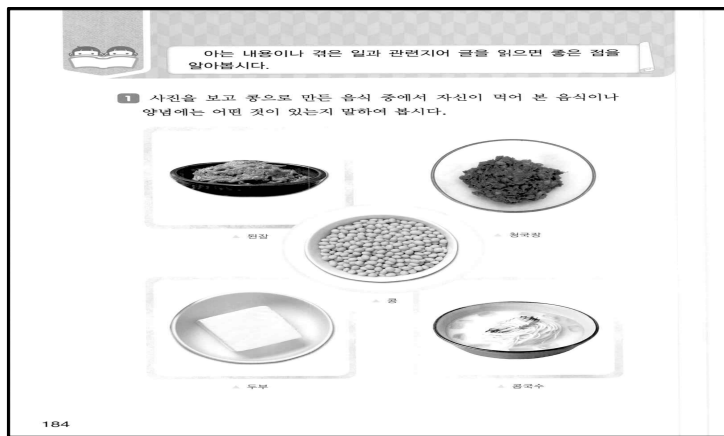 아는 내용이나 겪은 일과 관련지어 글을 읽으면 좋은 점을
알아봅시다.
1 사진을 보고 콩으로 만든 음식 중에서 자신이 먹어 본 음식이나
양념에는 어떤 것이 있는지 말하여 봅시다.
▲ 된장
▲ 청국장
▲ 콩
▲ 두부
▲ 콩국수
184